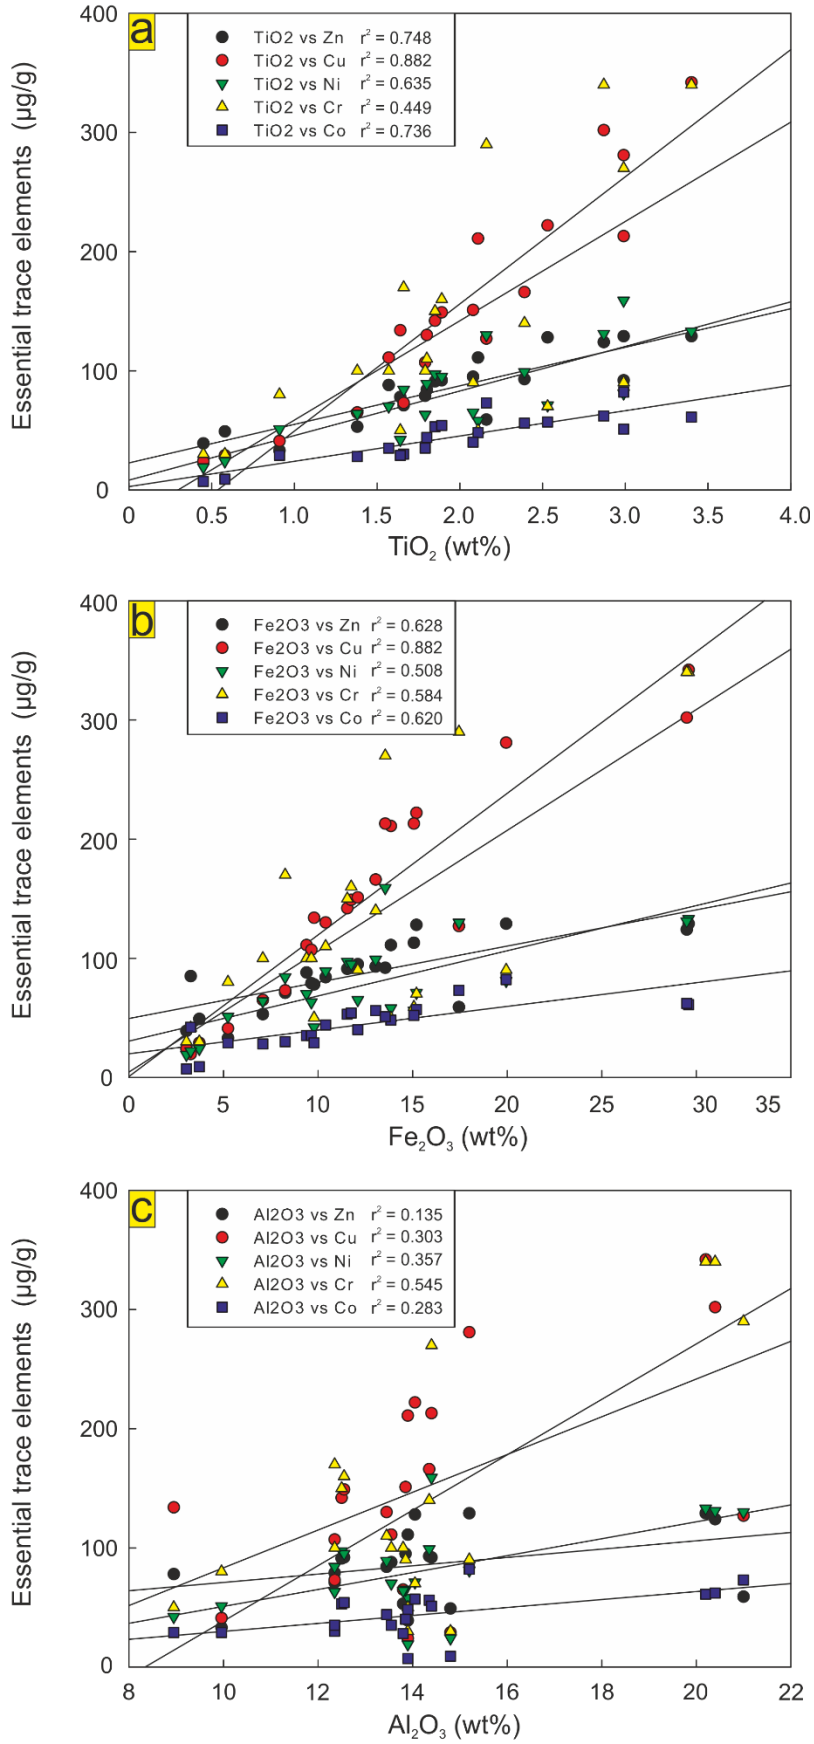 a
TiO2 vs Zn r² = 0.748
TiO2 vs Cu r² = 0.882
TiO2 vs Ni r² = 0.635
TiO2 vs Cr r² = 0.449
TiO2 vs Co r² = 0.736
Essential trace elements (µg/g)
400
300
200
100
0
0 0.5 1.0 1.5 2.0 2.5 3.0 3.5 4.0
TiO₂ (wt%)
b
Fe2O3 vs Zn r² = 0.628
Fe2O3 vs Cu r² = 0.882
Fe2O3 vs Ni r² = 0.508
Fe2O3 vs Cr r² = 0.584
Fe2O3 vs Co r² = 0.620
Essential trace elements (µg/g)
400
300
200
100
0
0 5 10 15 20 25 30 35
Fe₂O₃ (wt%)
c
Al2O3 vs Zn r² = 0.135
Al2O3 vs Cu r² = 0.303
Al2O3 vs Ni r² = 0.357
Al2O3 vs Cr r² = 0.545
Al2O3 vs Co r² = 0.283
Essential trace elements (µg/g)
400
300
200
100
0
8 10 12 14 16 18 20 22
Al₂O₃ (wt%)